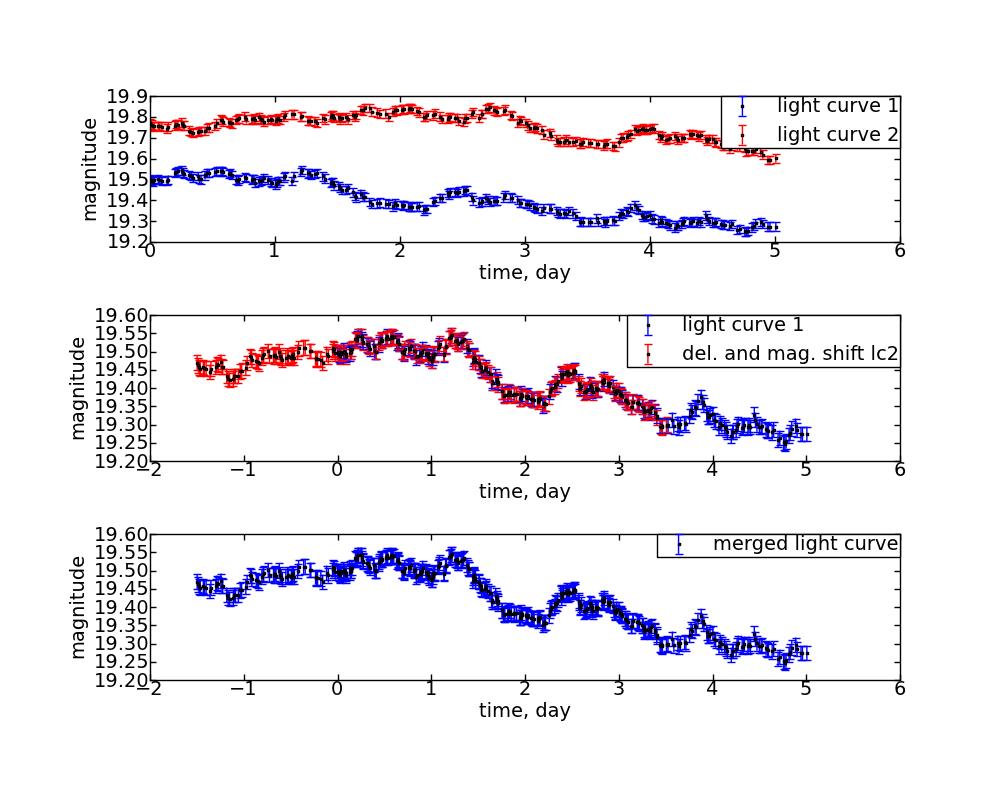 19.9
19.8
19.7
19.6
19.5
19.4
19.3
19.2
magnitude
light curve 1
light curve 2
0 1 2 3 4 5 6
time, day
19.60
19.55
19.50
19.45
19.40
19.35
19.30
19.25
19.20
magnitude
light curve 1
del. and mag. shift lc2
−2 −1 0 1 2 3 4 5 6
time, day
19.60
19.55
19.50
19.45
19.40
19.35
19.30
19.25
19.20
magnitude
merged light curve
−2 −1 0 1 2 3 4 5 6
time, day